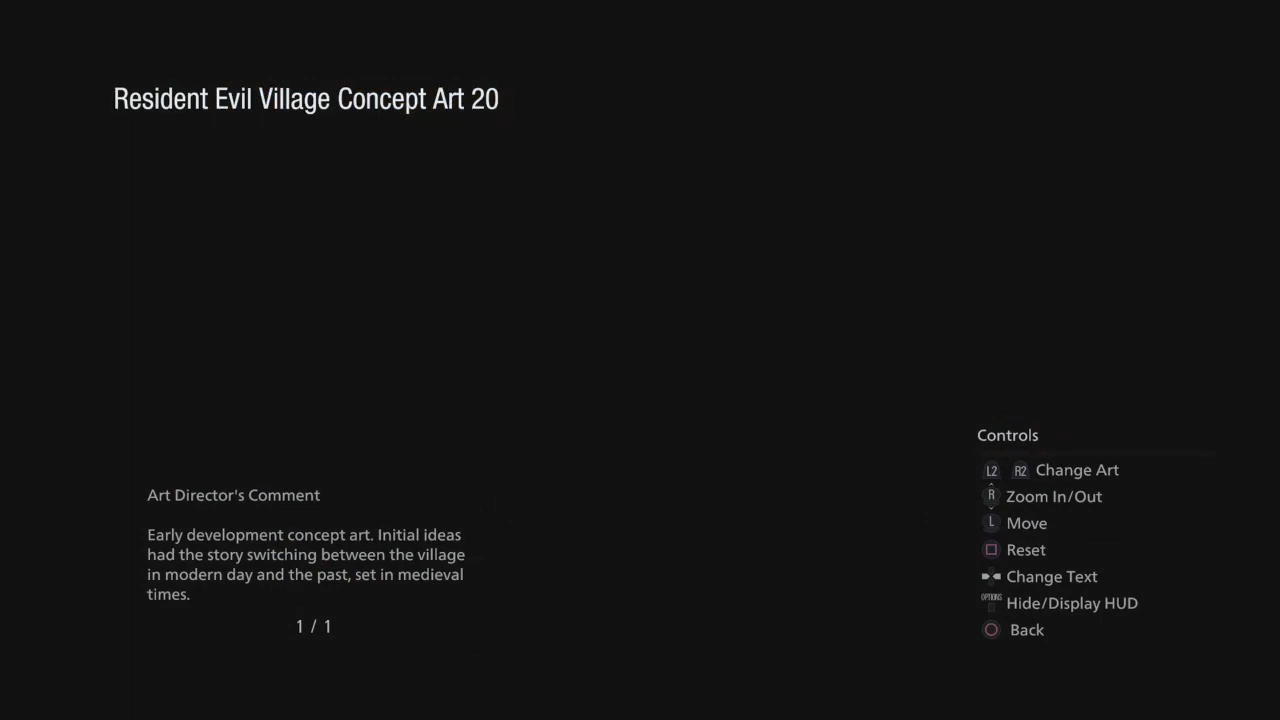 Resident Evil Village Concept Art 20
Art Director's Comment
Early development concept art. Initial ideas
had the story switching between the village
in modern day and the past, set in medieval
times.
1 / 1
Controls
L2 R2 Change Art
R Zoom In/Out
L Move
Reset
Change Text
OPTIONS Hide/Display HUD
Back